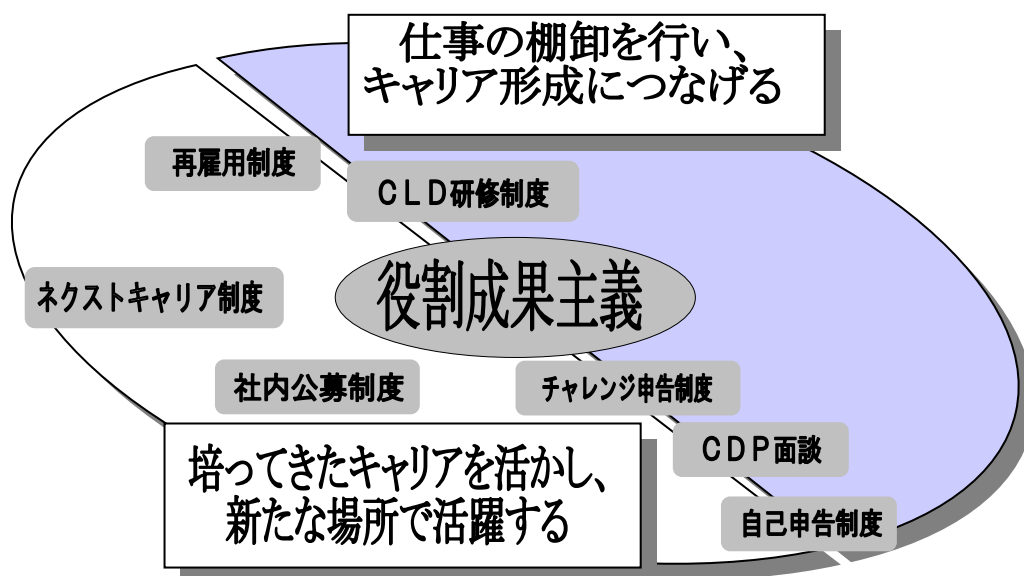 仕事の棚卸を行い、
キャリア形成につなげる
再雇用制度
ＣＬＤ研修制度
役割成果主義
ネクストキャリア制度
社内公募制度
チャレンジ申告制度
ＣＤＰ面談
培ってきたキャリアを活かし、
新たな場所で活躍する
自己申告制度